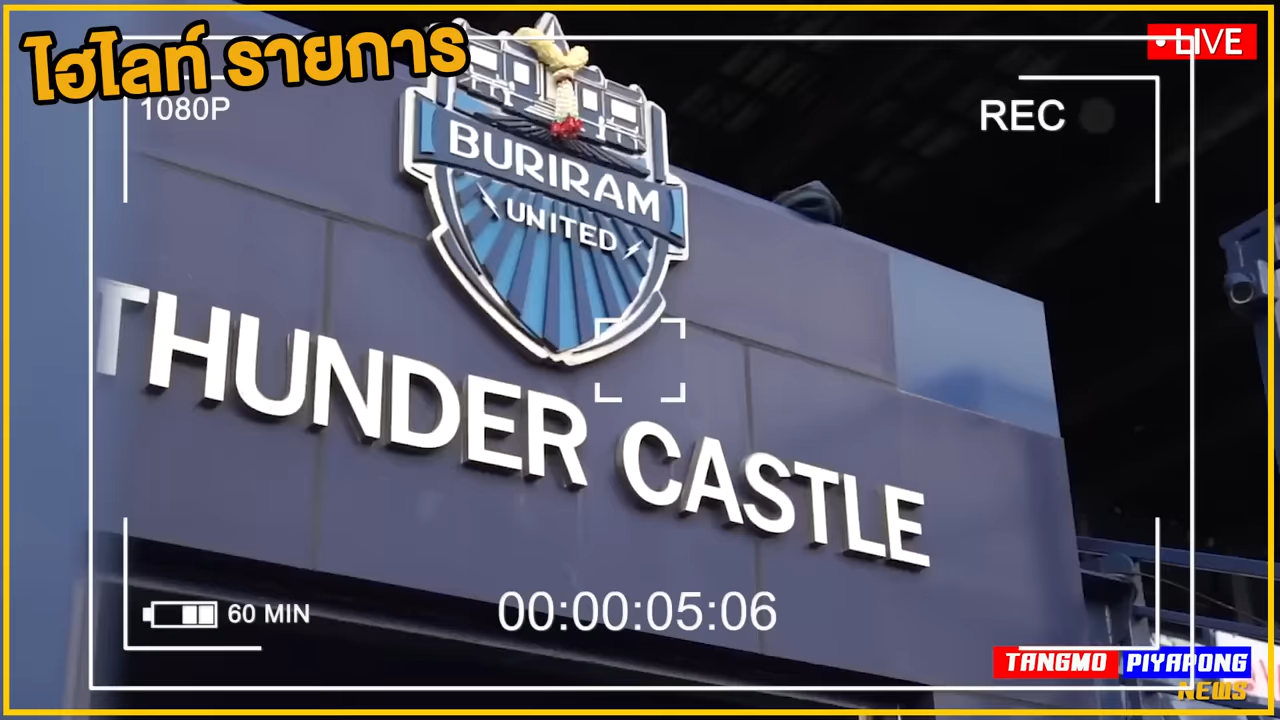 ไฮไลท์ รายการ
LIVE
1080P
REC
BURIRAM
UNITED
THUNDER CASTLE
60 MIN
00:00:05:06
TANGMO PIYAPONG
NEWS